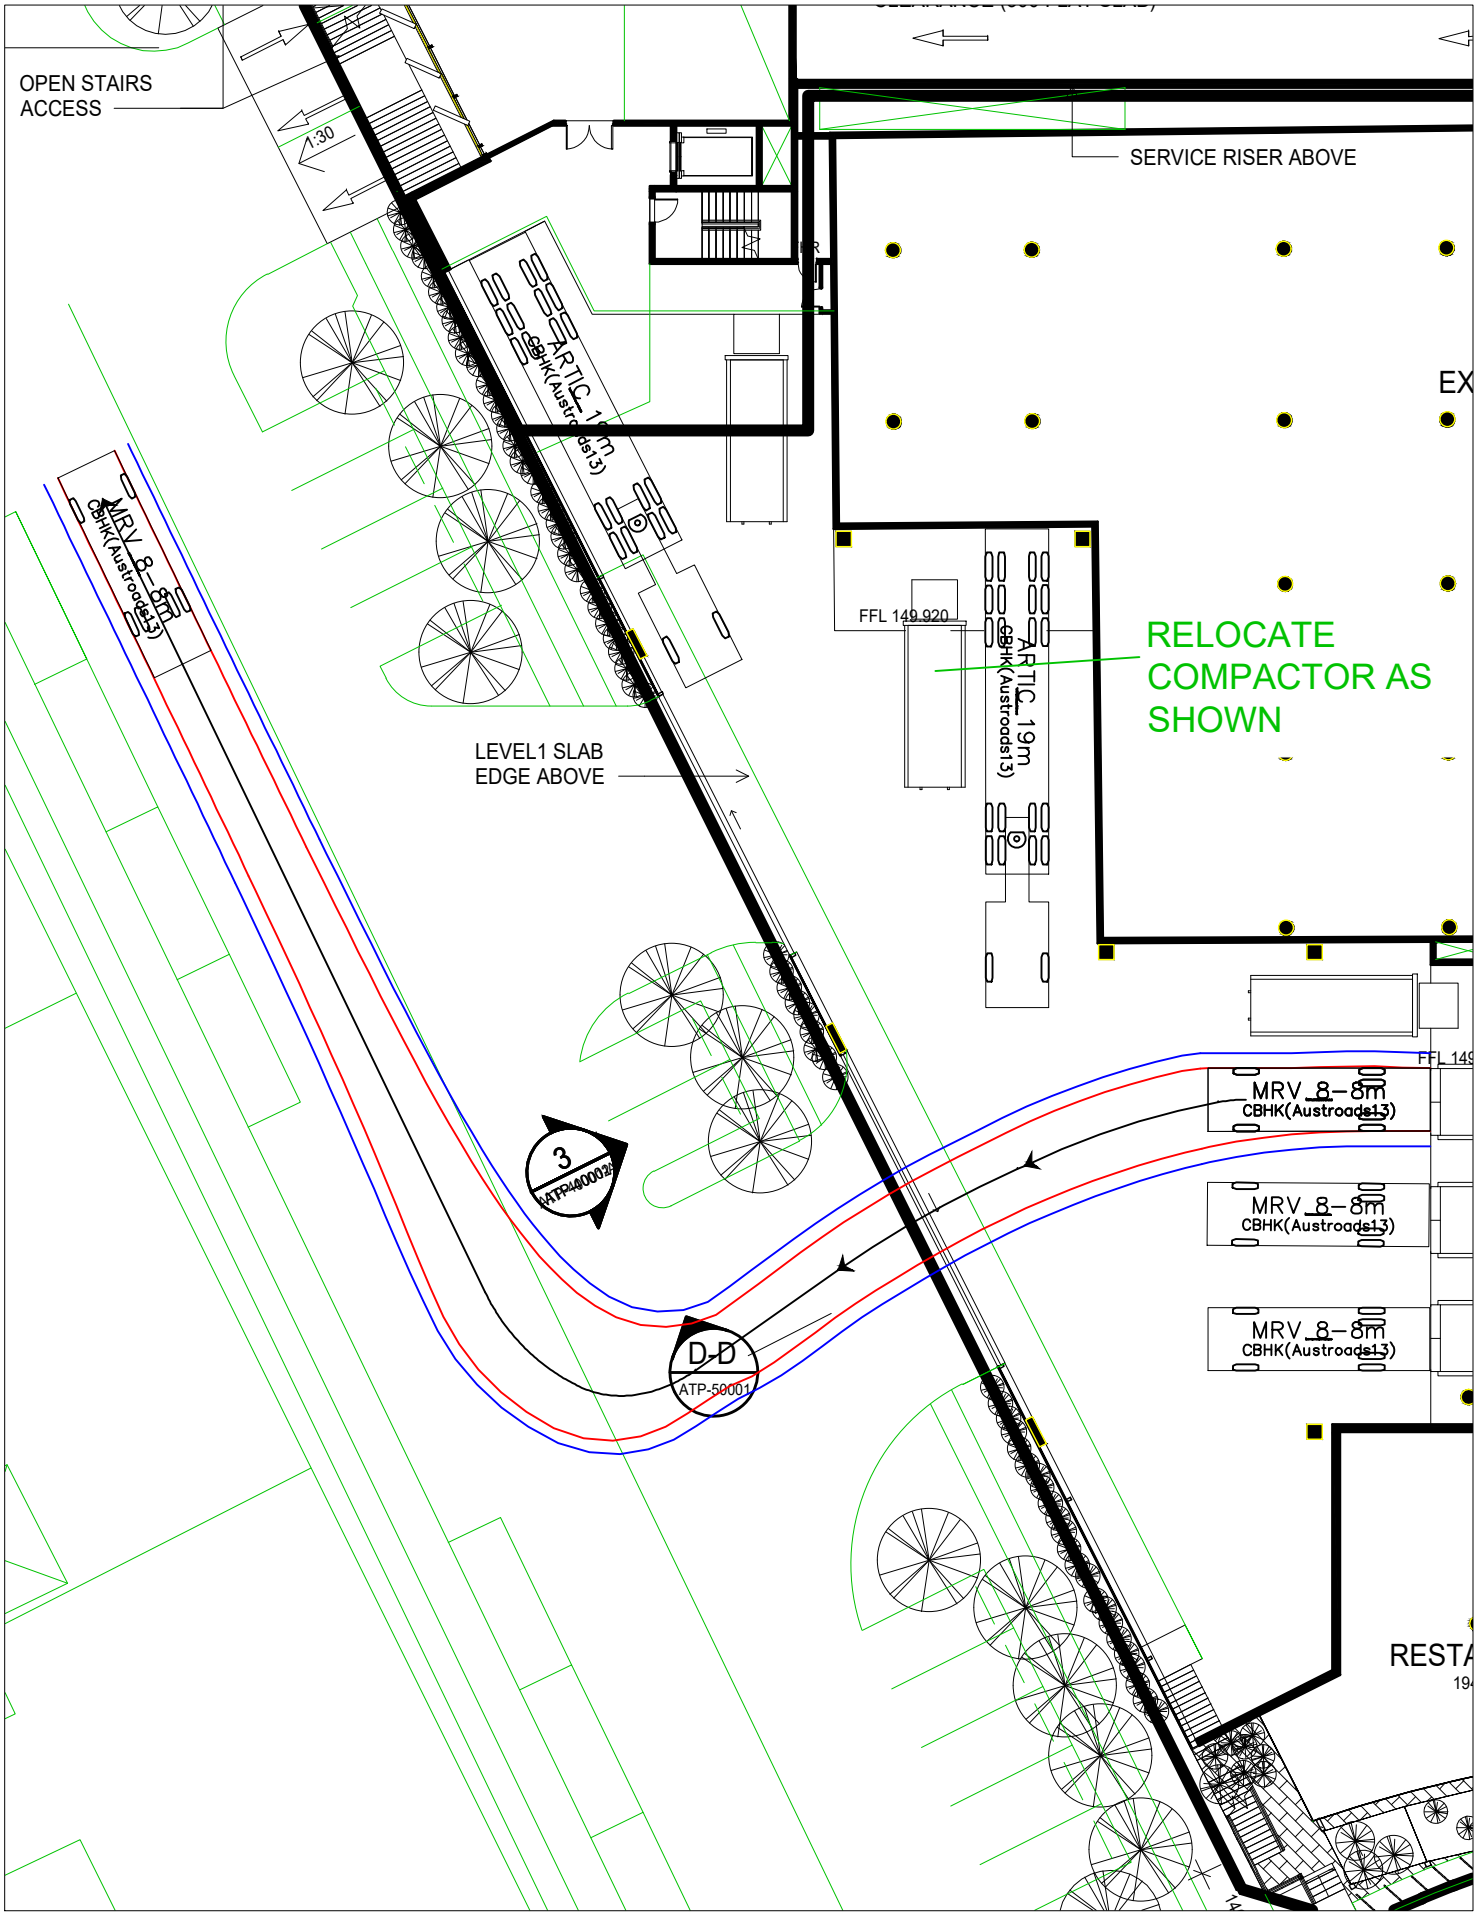 OPEN STAIRS
ACCESS
1:30
SERVICE RISER ABOVE
ARTIC 19m
CBHK(Austroads13)
EX
MRV 8-8m
CBHK(Austroads13)
FFL 149.920
ARTIC 19m
CBHK(Austroads13)
RELOCATE
COMPACTOR AS
SHOWN
LEVEL1 SLAB
EDGE ABOVE
FFL 149
MRV 8-8m
CBHK(Austroads13)
3
MRV 8-8m
CBHK(Austroads13)
MRV 8-8m
CBHK(Austroads13)
D-D
ATP-50001
RESTA
194